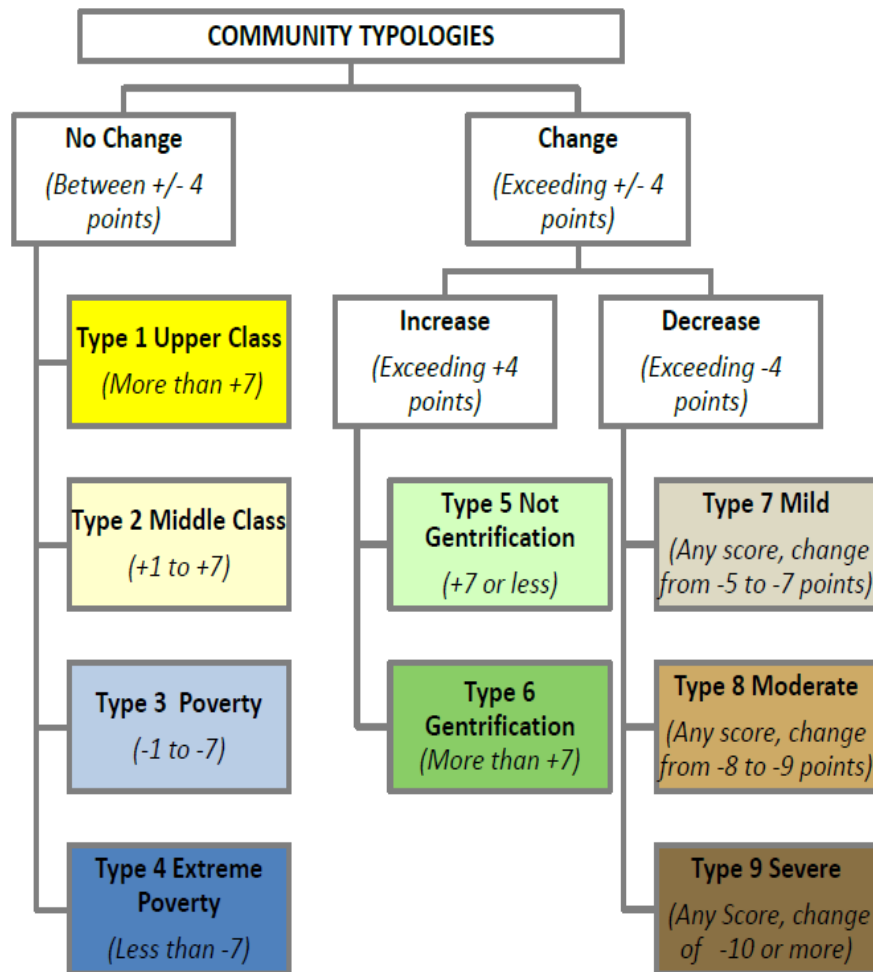 COMMUNITY TYPOLOGIES
No Change
(Between +/- 4
points)
Change
(Exceeding +/- 4
points)
Increase
(Exceeding +4
points)
Decrease
(Exceeding -4
points)
Type 1 Upper Class
(More than +7)
Type 2 Middle Class
(+1 to +7)
Type 3 Poverty
(-1 to -7)
Type 4 Extreme
Poverty
(Less than -7)
Type 5 Not
Gentrification
(+7 or less)
Type 6
Gentrification
(More than +7)
Type 7 Mild
(Any score, change
from -5 to -7 points)
Type 8 Moderate
(Any score, change
from -8 to -9 points)
Type 9 Severe
(Any Score, change
of -10 or more)